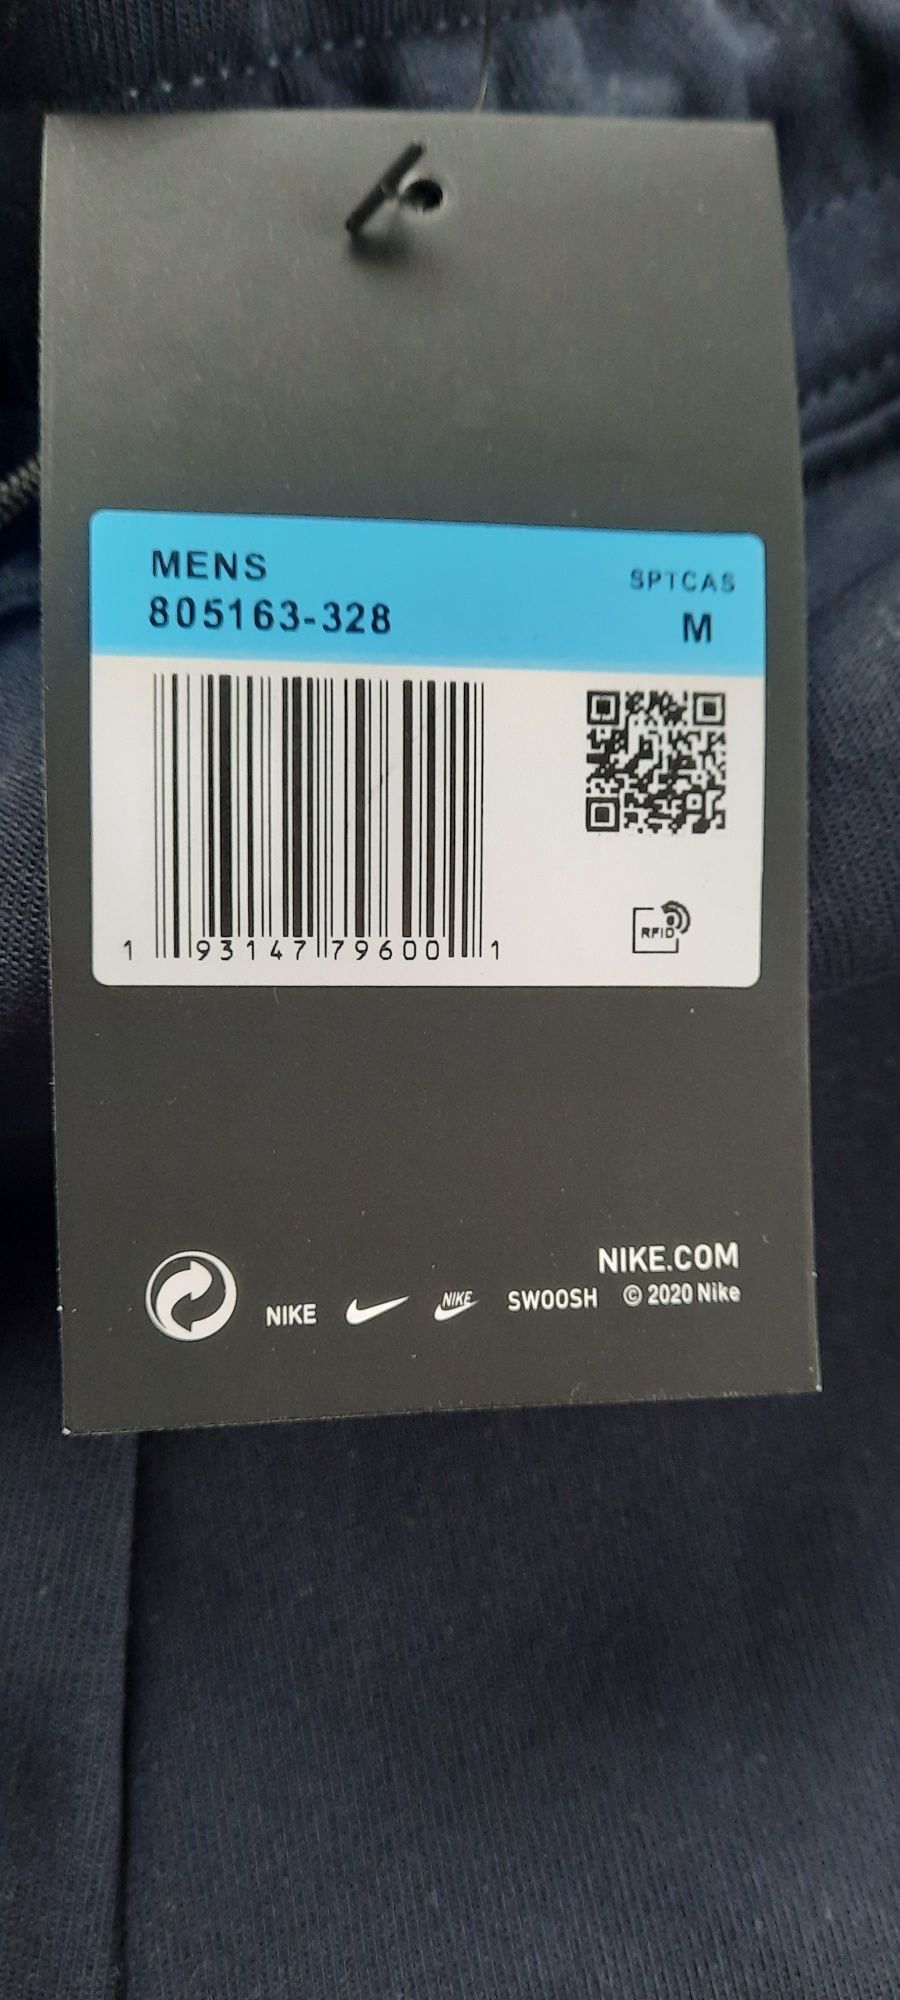 MENS
SPTCAS
805163-328
M
1 93147 79600 1
RFID
NIKE.COM
NIKE NIKE SWOOSH © 2020 Nike